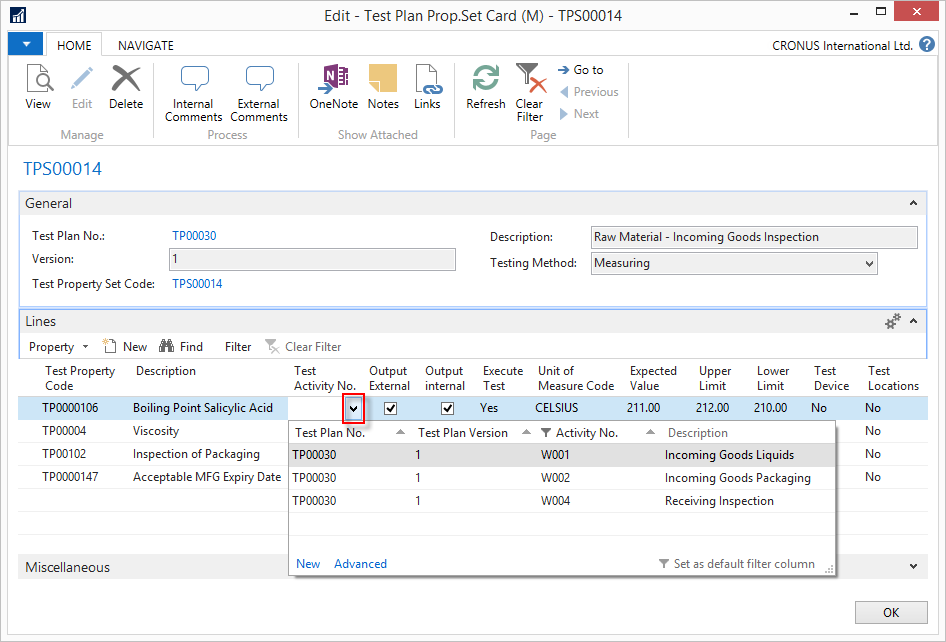 Edit - Test Plan Prop.Set Card (M) - TPS00014
HOME NAVIGATE CRONUS International Ltd. ?
View Edit Delete Internal Comments External Comments OneNote Notes Links Refresh Clear Filter Go to
Previous
Next
Manage Process Show Attached Page
TPS00014
General
Test Plan No.: TP00030 Description: Raw Material - Incoming Goods Inspection
Version: 1 Testing Method: Measuring
Test Property Set Code: TPS00014
Lines
Property New Find Filter Clear Filter
Test Property Code Description Test Activity No. Output External Output internal Execute Test Unit of Measure Code Expected Value Upper Limit Lower Limit Test Device Test Locations
TP0000106 Boiling Point Salicylic Acid Yes CELSIUS 211.00 212.00 210.00 No No
TP00004 Viscosity No
TP00102 Inspection of Packaging No
TP0000147 Acceptable MFG Expiry Date No
Test Plan No. Test Plan Version Activity No. Description
TP00030 1 W001 Incoming Goods Liquids
TP00030 1 W002 Incoming Goods Packaging
TP00030 1 W004 Receiving Inspection
New Advanced Set as default filter column
Miscellaneous
OK